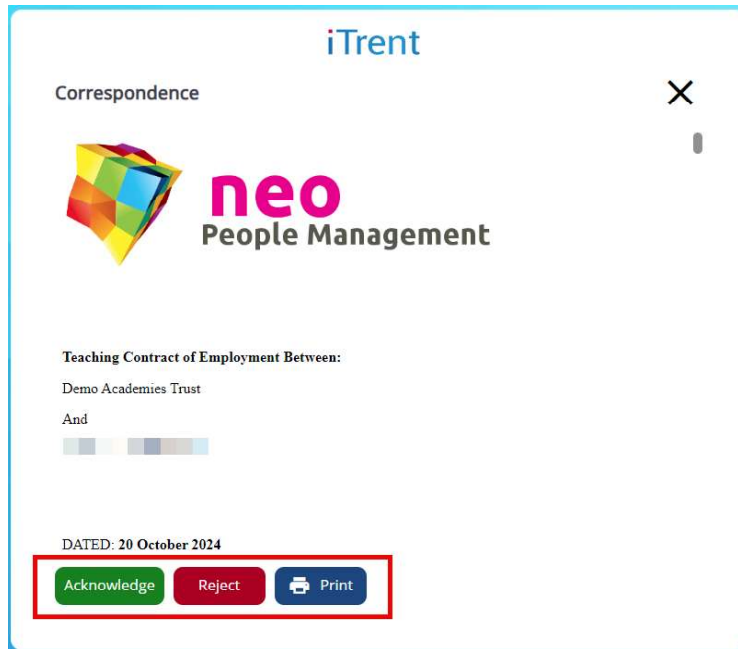 iTrent
Correspondence
neo
People Management
Teaching Contract of Employment Between:
Demo Academies Trust
And
DATED: 20 October 2024
Acknowledge Reject Print